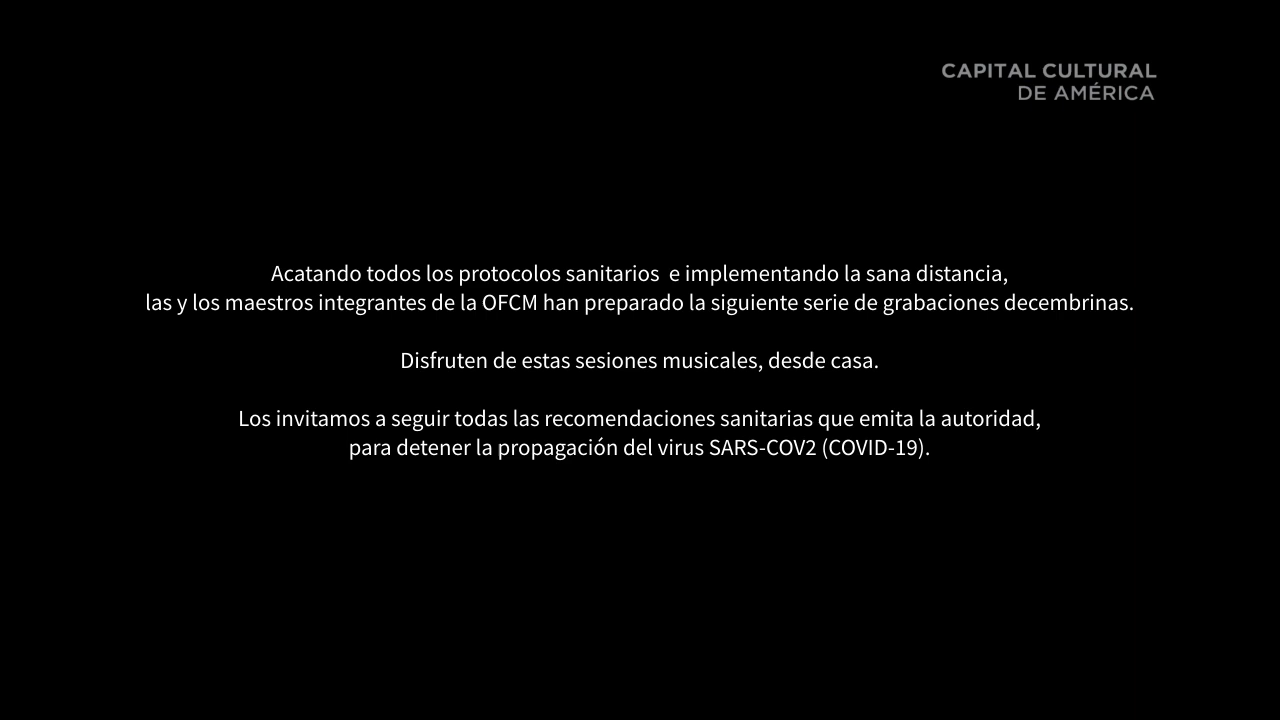 CAPITAL CULTURAL
DE AMÉRICA
Acatando todos los protocolos sanitarios  e implementando la sana distancia,
las y los maestros integrantes de la OFCM han preparado la siguiente serie de grabaciones decembrinas.
Disfruten de estas sesiones musicales, desde casa.
Los invitamos a seguir todas las recomendaciones sanitarias que emita la autoridad,
para detener la propagación del virus SARS-COV2 (COVID-19).